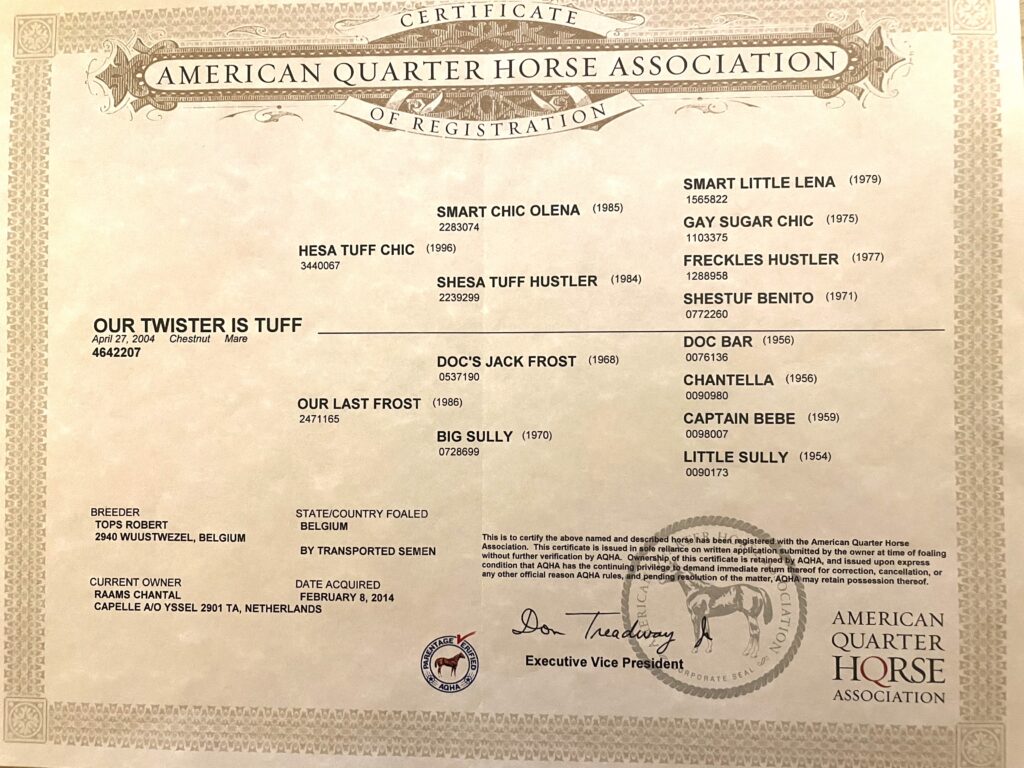 CERTIFICATE
AMERICAN QUARTER HORSE ASSOCIATION
OF REGISTRATION
SMART LITTLE LENA (1979)
1565822
SMART CHIC OLENA (1985)
2283074
GAY SUGAR CHIC (1975)
1103375
HESA TUFF CHIC (1996)
3440067
FRECKLES HUSTLER (1977)
1288958
SHESA TUFF HUSTLER (1984)
2239299
SHESTUF BENITO (1971)
0772260
OUR TWISTER IS TUFF
April 27, 2004 Chestnut Mare
4642207
DOC BAR (1956)
0076136
DOC'S JACK FROST (1968)
0537190
CHANTELLA (1956)
0090980
OUR LAST FROST (1986)
2471165
CAPTAIN BEBE (1959)
0098007
BIG SULLY (1970)
0728699
LITTLE SULLY (1954)
0090173
BREEDER
TOPS ROBERT
2940 WUUSTWEZEL, BELGIUM
STATE/COUNTRY FOALED
BELGIUM
BY TRANSPORTED SEMEN
CURRENT OWNER
RAAMS CHANTAL
CAPELLE A/O YSSEL 2901 TA, NETHERLANDS
DATE ACQUIRED
FEBRUARY 8, 2014
This is to certify the above named and described horse has been registered with the American Quarter Horse
Association. This certificate is issued in sole reliance on written application submitted by the owner at time of foaling
without further verification by AQHA. Ownership of this certificate is retained by AQHA, and issued upon express
condition that AQHA has the continuing privilege to demand immediate return thereof for correction, cancellation, or
any other official reason AQHA rules, and pending resolution of the matter, AQHA may retain possession thereof.
Don Treadway Jr
Executive Vice President
PARENTAGE VERIFIED
AQHA
CORPORATE SEAL
AMERICAN
QUARTER
HORSE
ASSOCIATION